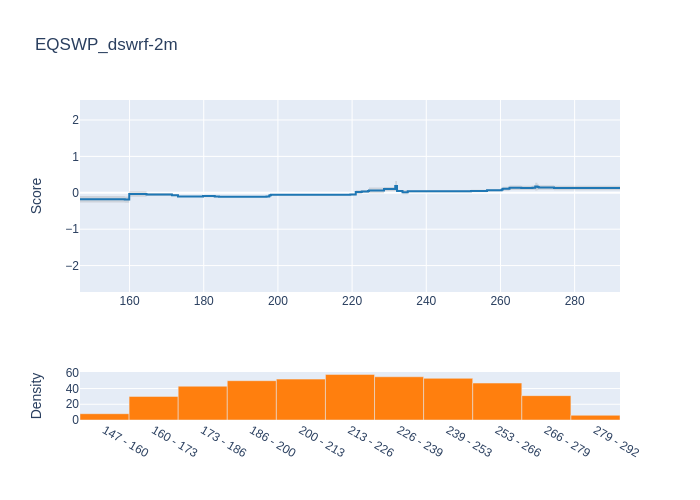 EQSWP_dswrf-2m
Score
2
1
0
−1
−2
160 180 200 220 240 260 280
Density
60
40
20
0
147 - 160
160 - 173
173 - 186
186 - 200
200 - 213
213 - 226
226 - 239
239 - 253
253 - 266
266 - 279
279 - 292